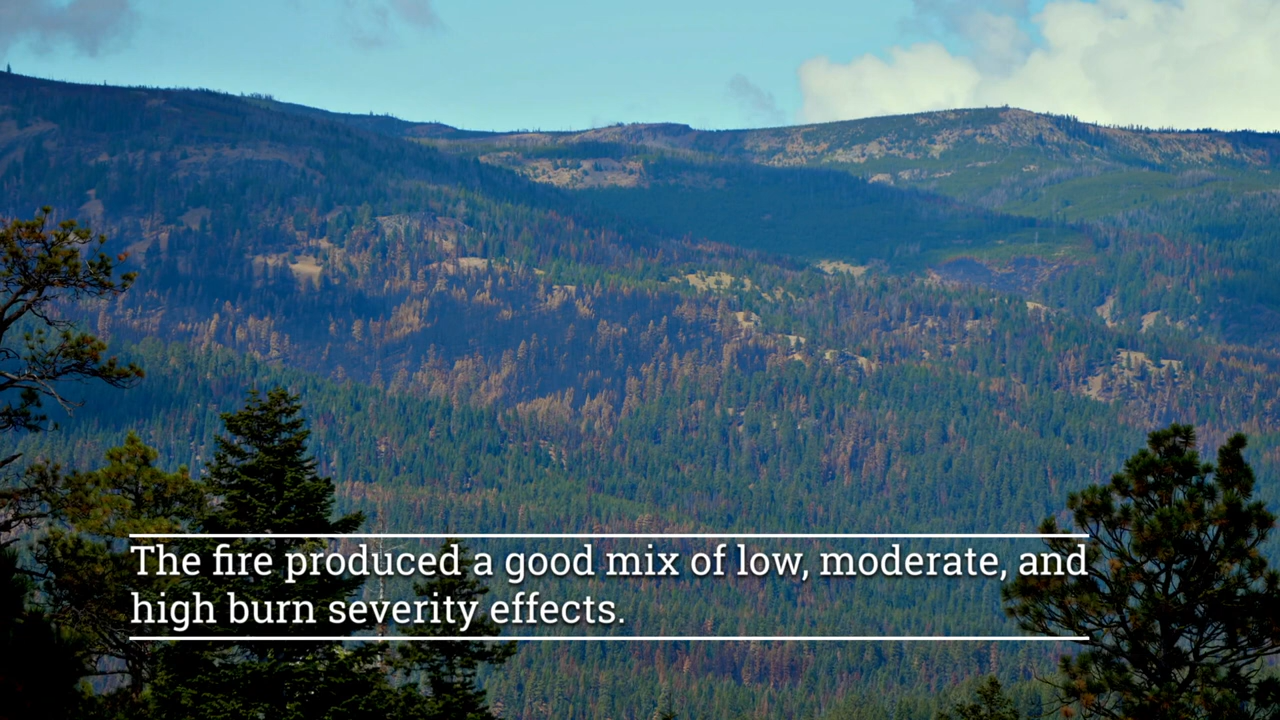 The fire produced a good mix of low, moderate, and
high burn severity effects.